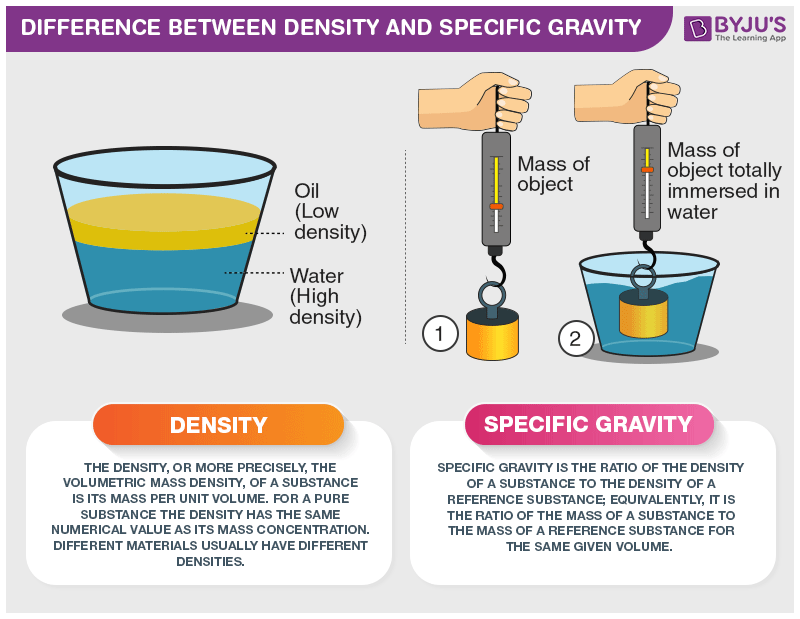 DIFFERENCE BETWEEN DENSITY AND SPECIFIC GRAVITY
BYJU'S
The Learning App
Oil
(Low
density)
Water
(High
density)
Mass of
object
1
Mass of
object totally
immersed in
water
2
DENSITY
THE DENSITY, OR MORE PRECISELY, THE
VOLUMETRIC MASS DENSITY, OF A SUBSTANCE
IS ITS MASS PER UNIT VOLUME. FOR A PURE
SUBSTANCE THE DENSITY HAS THE SAME
NUMERICAL VALUE AS ITS MASS CONCENTRATION.
DIFFERENT MATERIALS USUALLY HAVE DIFFERENT
DENSITIES.
SPECIFIC GRAVITY
SPECIFIC GRAVITY IS THE RATIO OF THE DENSITY
OF A SUBSTANCE TO THE DENSITY OF A
REFERENCE SUBSTANCE; EQUIVALENTLY, IT IS
THE RATIO OF THE MASS OF A SUBSTANCE TO
THE MASS OF A REFERENCE SUBSTANCE FOR
THE SAME GIVEN VOLUME.